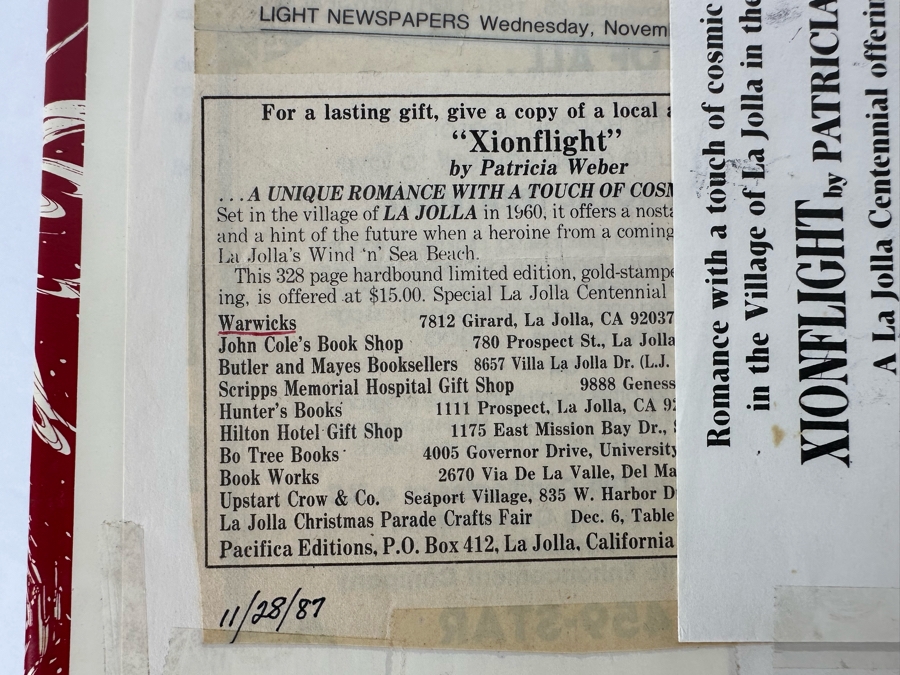 LIGHT NEWSPAPERS Wednesday, Novem
For a lasting gift, give a copy of a local
“Xionflight”
by Patricia Weber
...A UNIQUE ROMANCE WITH A TOUCH OF COSM
Set in the village of LA JOLLA in 1960, it offers a nosta
and a hint of the future when a heroine from a coming
La Jolla's Wind 'n' Sea Beach.
This 328 page hardbound limited edition, gold-stampe
ing, is offered at $15.00. Special La Jolla Centennial
Warwicks 7812 Girard, La Jolla, CA 92037
John Cole's Book Shop 780 Prospect St., La Jolla
Butler and Mayes Booksellers 8657 Villa La Jolla Dr. (L.J.
Scripps Memorial Hospital Gift Shop 9888 Genes
Hunter's Books 1111 Prospect, La Jolla, CA 92
Hilton Hotel Gift Shop 1175 East Mission Bay Dr.,
Bo Tree Books 4005 Governor Drive, University
Book Works 2670 Via De La Valle, Del Ma
Upstart Crow & Co. Seaport Village, 835 W. Harbor D
La Jolla Christmas Parade Crafts Fair Dec. 6, Table
Pacifica Editions, P.O. Box 412, La Jolla, California
11/28/87
Romance with a touch of cosmic
in the Village of La Jolla in the
XIONFLIGHT by PATRICIA
A La Jolla Centennial offerin